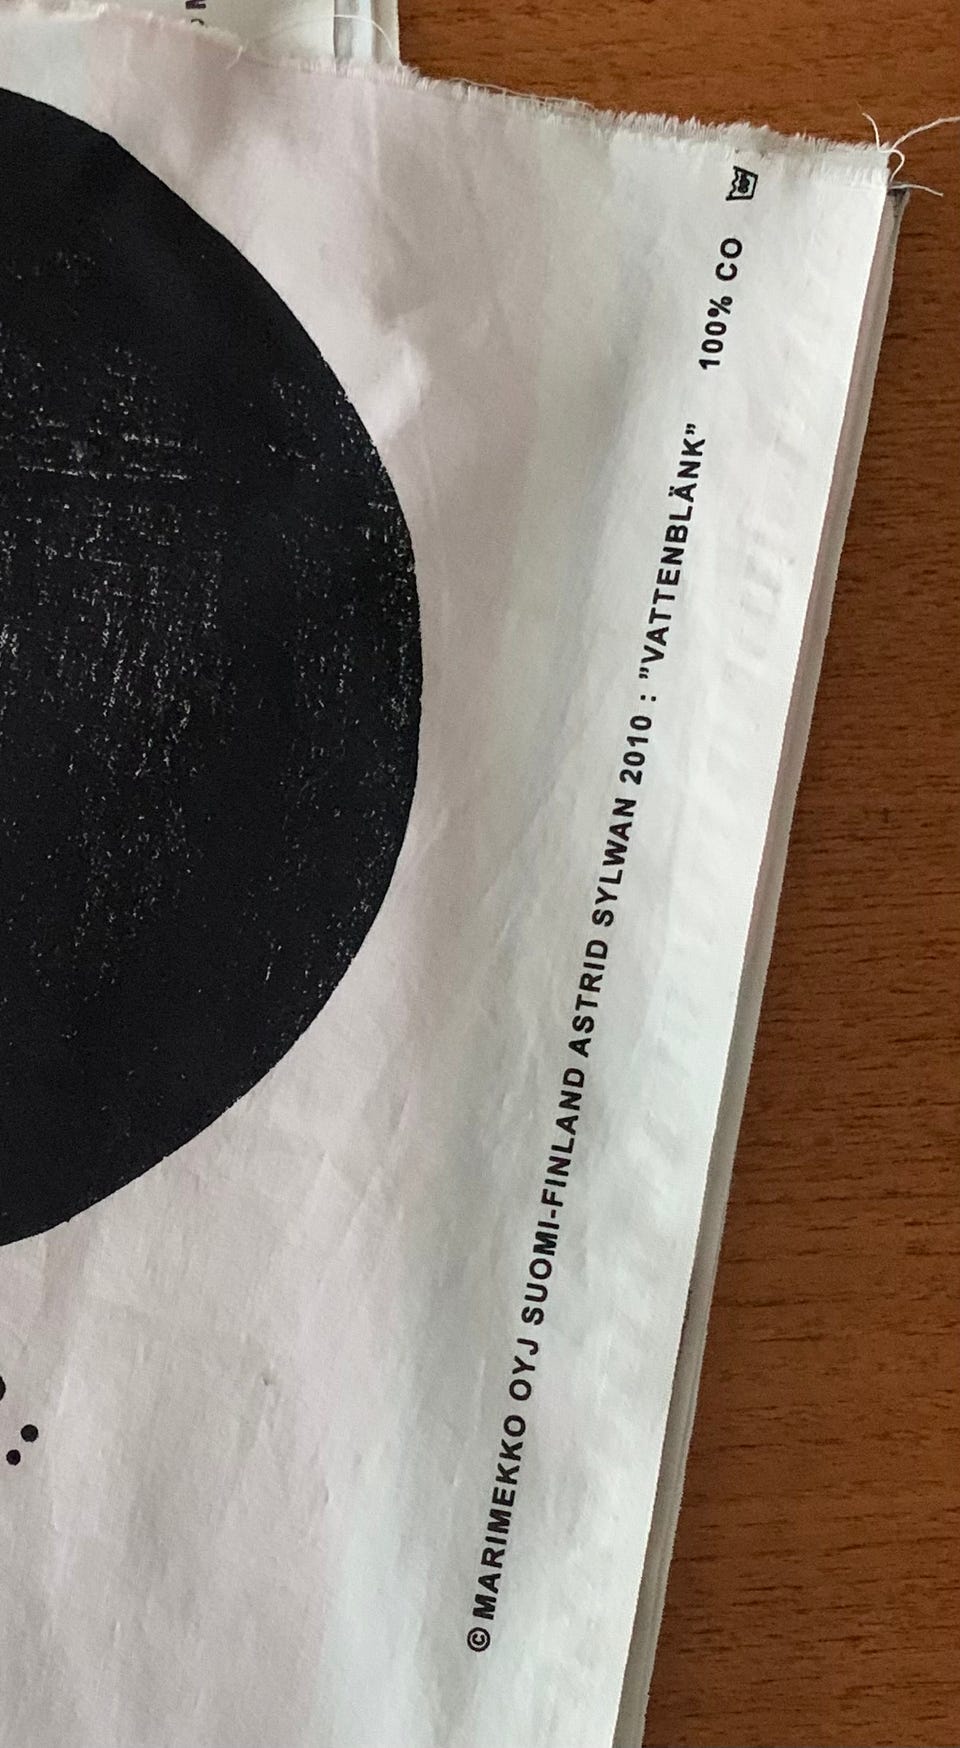 © MARIMEKKO OYJ SUOMI-FINLAND ASTRID SYLWAN 2010 : ”VATTENBLÄNK” 100% CO